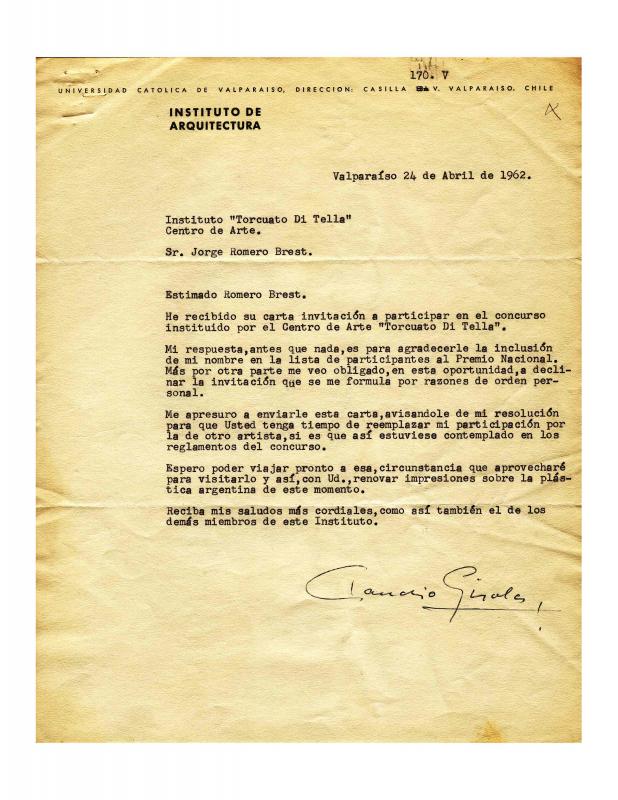 170. V
UNIVERSIDAD CATOLICA DE VALPARAISO, DIRECCION: CASILLA V. VALPARAISO, CHILE
INSTITUTO DE
ARQUITECTURA
Valparaíso 24 de Abril de 1962.
Instituto "Torcuato Di Tella"
Centro de Arte.
Sr. Jorge Romero Brest.
Estimado Romero Brest.
He recibido su carta invitación a participar en el concurso
instituido por el Centro de Arte "Torcuato Di Tella".
Mi respuesta,antes que nada,es para agradecerle la inclusión
de mi nombre en la lista de participantes al Premio Nacional.
Más por otra parte me veo obligado,en esta oportunidad,a decli-
nar la invitación que se me formula por razones de orden per-
sonal.
Me apresuro a enviarle esta carta,avisandole de mi resolución
para que Usted tenga tiempo de reemplazar mi participación por
la de otro artista,si es que así estuviese contemplado en los
reglamentos del concurso.
Espero poder viajar pronto a esa,circunstancia que aprovecharé
para visitarlo y así,con Ud.,renovar impresiones sobre la plás-
tica argentina de este momento.
Reciba mis saludos más cordiales,como así también el de los
demás miembros de este Instituto.
Claudio Girola